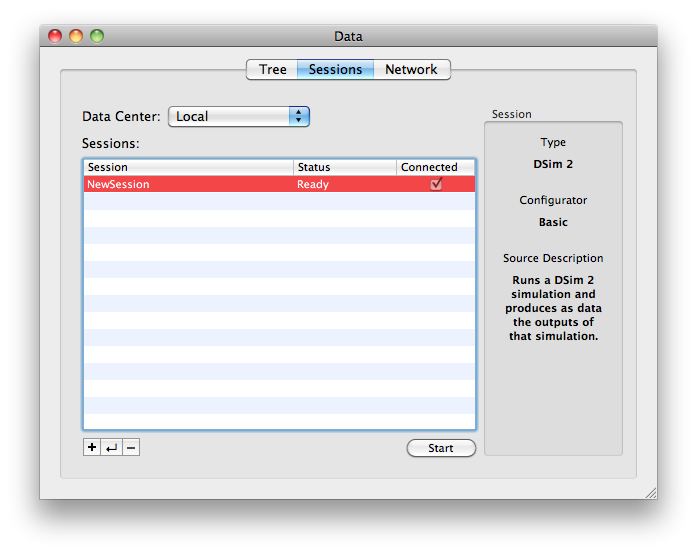 Data
Tree Sessions Network
Data Center: Local
Sessions:
Session Status Connected
NewSession Ready
Start
Session
Type
DSim 2
Configurator
Basic
Source Description
Runs a DSim 2
simulation and
produces as data
the outputs of
that simulation.